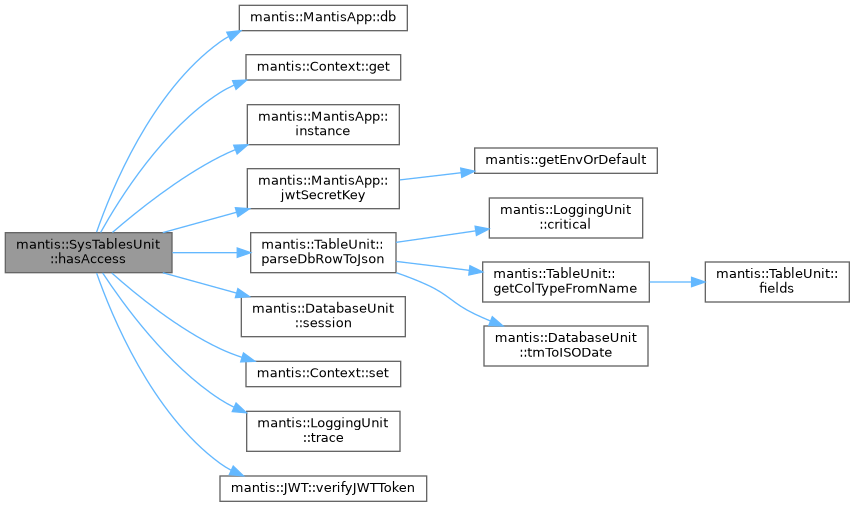 mantis::SysTablesUnit
::hasAccess
mantis::MantisApp::db
mantis::Context::get
mantis::MantisApp::
instance
mantis::MantisApp::
jwtSecretKey
mantis::getEnvOrDefault
mantis::TableUnit::
parseDbRowToJson
mantis::LoggingUnit
::critical
mantis::TableUnit::
getColTypeFromName
mantis::TableUnit::
fields
mantis::DatabaseUnit
::tmToISODate
mantis::DatabaseUnit
::session
mantis::Context::set
mantis::LoggingUnit
::trace
mantis::JWT::verifyJWTToken